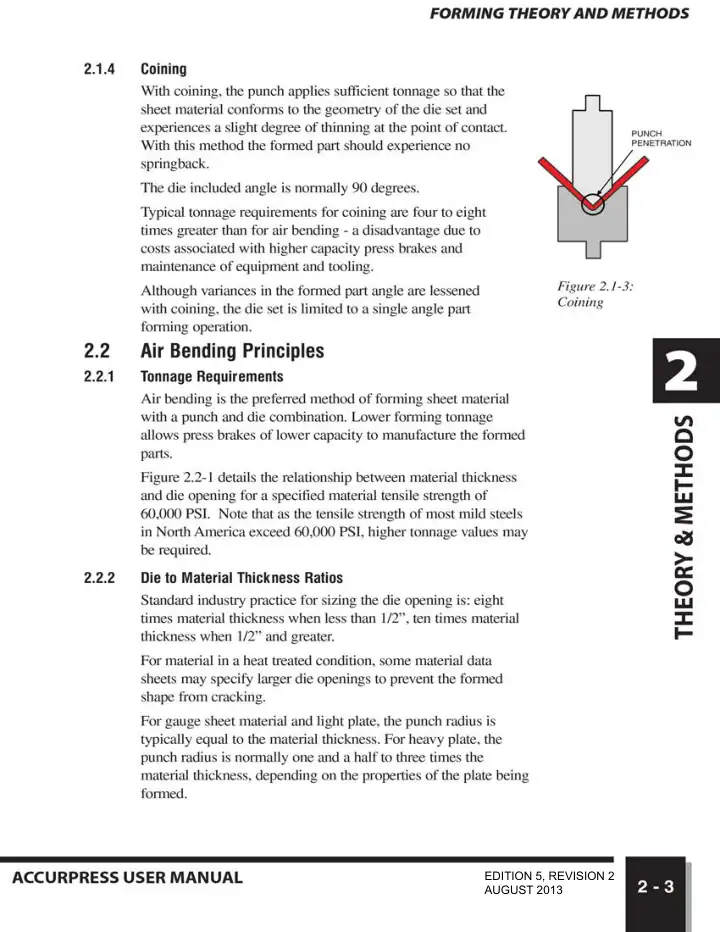 FORMING THEORY AND METHODS
2.1.4 Coining
With coining, the punch applies sufficient tonnage so that the
sheet material conforms to the geometry of the die set and
experiences a slight degree of thinning at the point of contact.
With this method the formed part should experience no
springback.
The die included angle is normally 90 degrees.
Typical tonnage requirements for coining are four to eight
times greater than for air bending - a disadvantage due to
costs associated with higher capacity press brakes and
maintenance of equipment and tooling.
Although variances in the formed part angle are lessened
with coining, the die set is limited to a single angle part
forming operation.
PUNCH
PENETRATION
Figure 2.1-3:
Coining
2.2 Air Bending Principles
2.2.1 Tonnage Requirements
Air bending is the preferred method of forming sheet material
with a punch and die combination. Lower forming tonnage
allows press brakes of lower capacity to manufacture the formed
parts.
Figure 2.2-1 details the relationship between material thickness
and die opening for a specified material tensile strength of
60,000 PSI. Note that as the tensile strength of most mild steels
in North America exceed 60,000 PSI, higher tonnage values may
be required.
2.2.2 Die to Material Thickness Ratios
Standard industry practice for sizing the die opening is: eight
times material thickness when less than 1/2”, ten times material
thickness when 1/2” and greater.
For material in a heat treated condition, some material data
sheets may specify larger die openings to prevent the formed
shape from cracking.
For gauge sheet material and light plate, the punch radius is
typically equal to the material thickness. For heavy plate, the
punch radius is normally one and a half to three times the
material thickness, depending on the properties of the plate being
formed.
2
THEORY & METHODS
ACCURPRESS USER MANUAL
EDITION 5, REVISION 2
AUGUST 2013
2 - 3